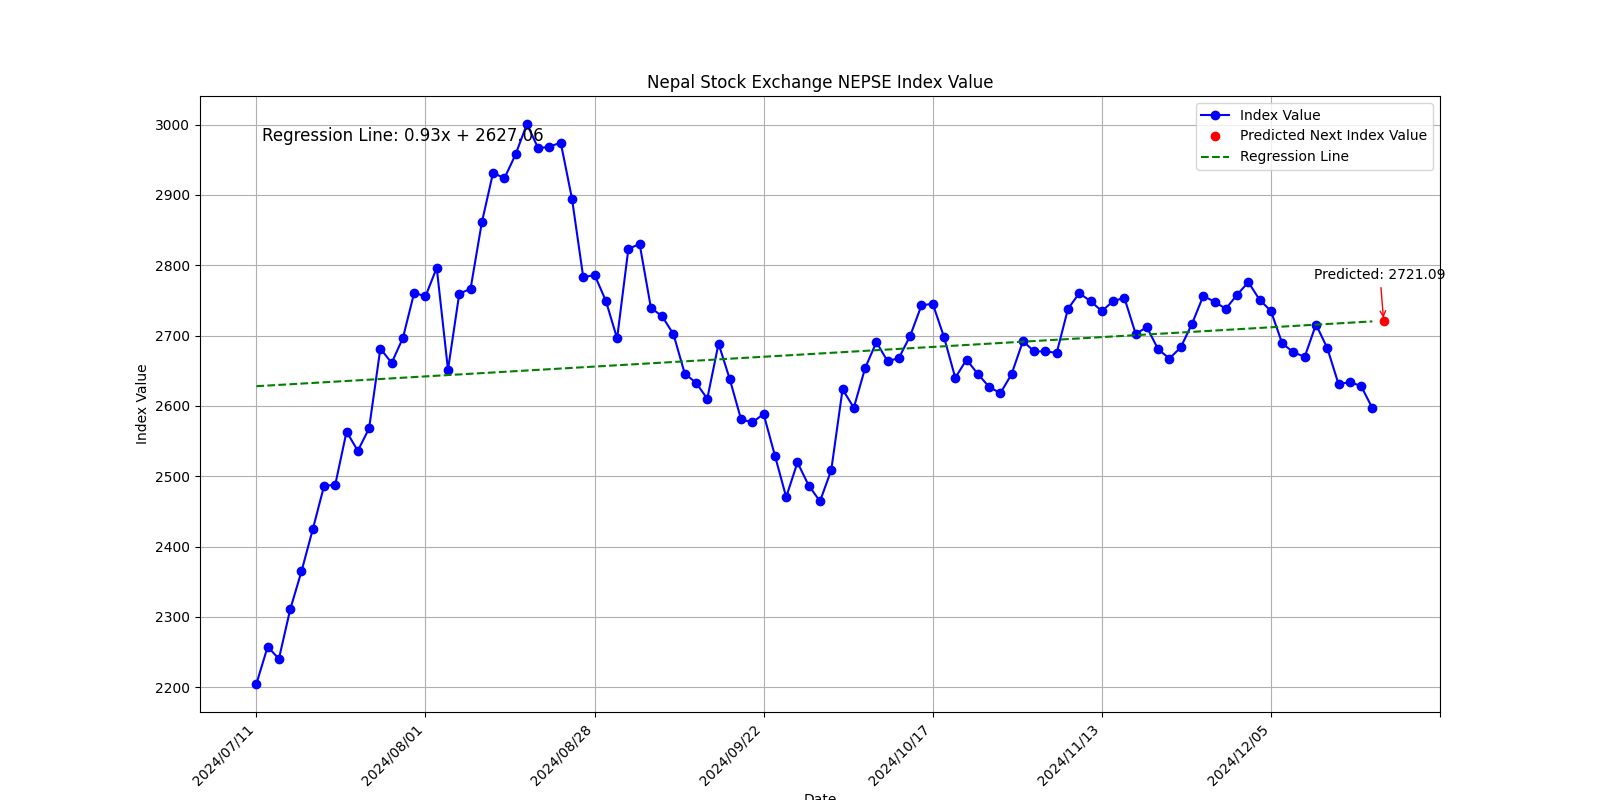 Nepal Stock Exchange NEPSE Index Value
Regression Line: 0.93x + 2627.06
Index Value
Predicted Next Index Value
Regression Line
Predicted: 2721.09
3000
2900
2800
2700
2600
2500
2400
2300
2200
Index Value
2024/07/11
2024/08/01
2024/08/28
2024/09/22
2024/10/17
2024/11/13
2024/12/05
Date